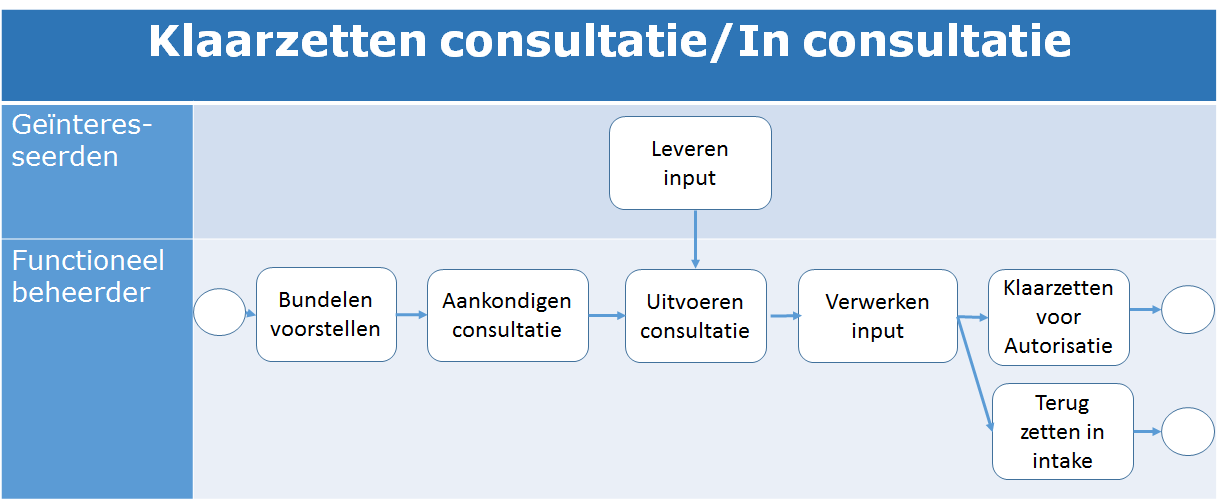 Klaarzetten consultatie/In consultatie
Geïnteres-
seerden
Leveren
input
Functioneel
beheerder
Bundelen
voorstellen
Aankondigen
consultatie
Uitvoeren
consultatie
Verwerken
input
Klaarzetten
voor
Autorisatie
Terug
zetten in
intake